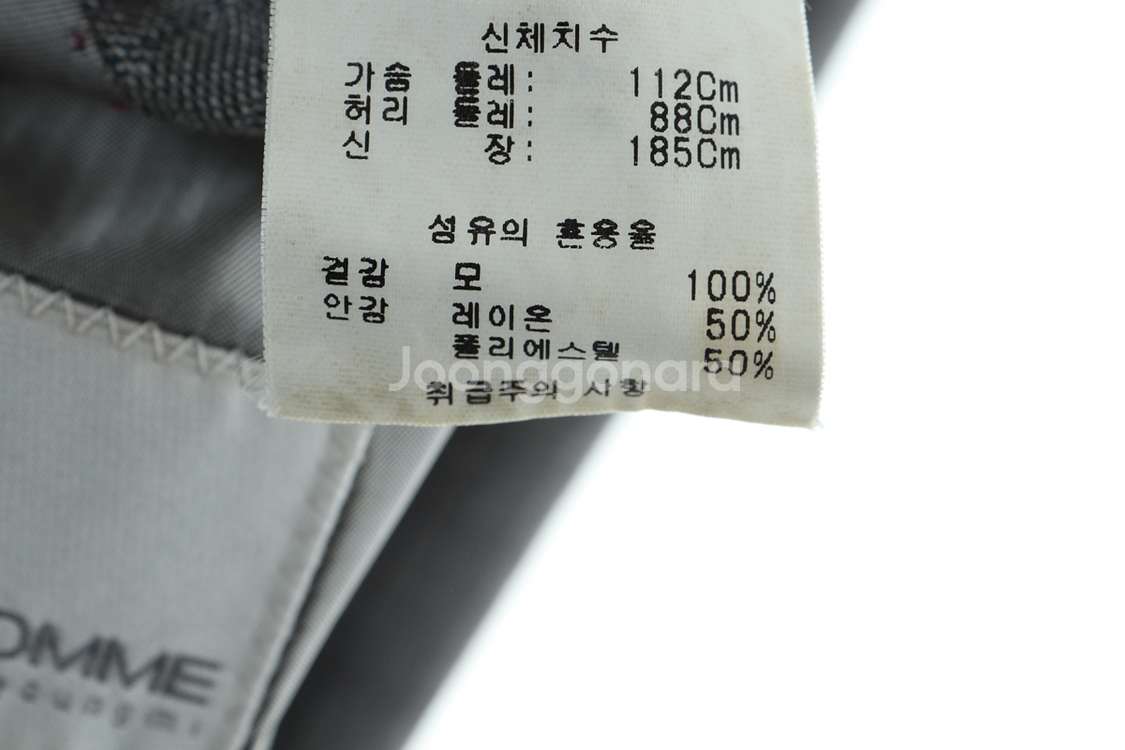 신체치수
가슴 둘레: 112Cm
허리 둘레: 88Cm
신 장: 185Cm
섬유의 혼용율
겉감 모 100%
안감 레이온 50%
폴리에스텔 50%
Joonggonara
취급주의 사항
OMME